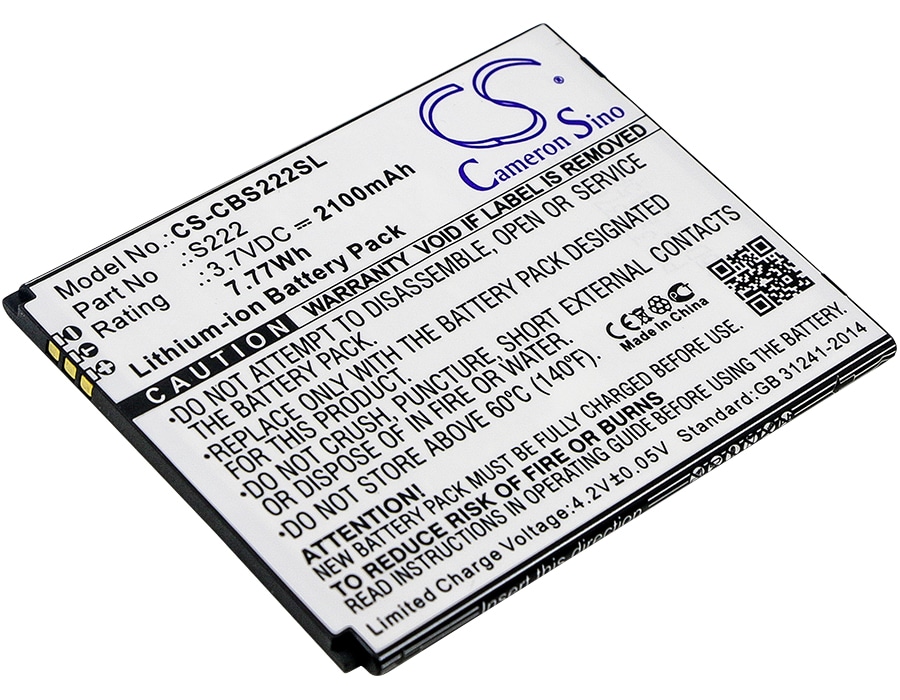 CS
®
Cameron Sino
Model No.: :CS-CBS222SL
Part No :S222
Rating :3.7VDC ⎓ 2100mAh
7.77Wh
Lithium-ion Battery Pack
CAUTION WARRANTY VOID IF LABEL REMOVED
•DO NOT ATTEMPT TO DISASSEMBLE, OPEN OR SERVICE
THE BATTERY PACK.
•REPLACE ONLY WITH THE BATTERY PACK DESIGNATED
•DO NOT CRUSH, PUNCTURE, SHORT EXTERNAL CONTACTS
OR DISPOSE OF IN FIRE OR WATER.
•DO NOT STORE ABOVE 60°C (140°F)
ATTENTION!
NEW BATTERY PACK MUST BE FULLY CHARGED BEFORE USE
TO REDUCE RISK OF FIRE OR BURNS
READ INSTRUCTIONS OF OPERATING GUIDE BEFORE USING THE BATTERY.
Limited Charge Voltage:4.2V±0.05V Standard:GB 31241-2014
CE
Made in China
- 
+
Insert this direction